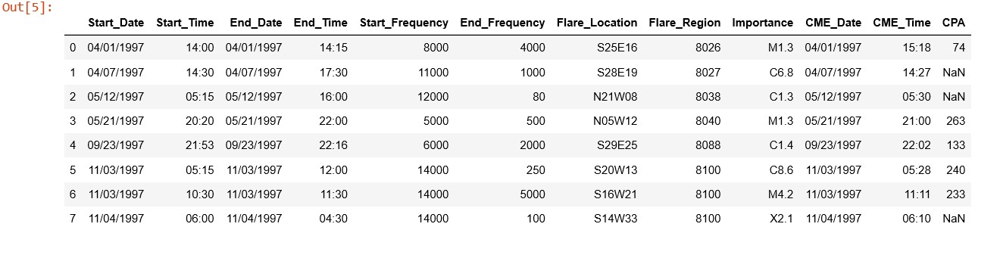 Out[5]:
Start_Date Start_Time End_Date End_Time Start_Frequency End_Frequency Flare_Location Flare_Region Importance CME_Date CME_Time CPA
0 04/01/1997 14:00 04/01/1997 14:15 8000 4000 S25E16 8026 M1.3 04/01/1997 15:18 74
1 04/07/1997 14:30 04/07/1997 17:30 11000 1000 S28E19 8027 C6.8 04/07/1997 14:27 NaN
2 05/12/1997 05:15 05/12/1997 16:00 12000 80 N21W08 8038 C1.3 05/12/1997 05:30 NaN
3 05/21/1997 20:20 05/21/1997 22:00 5000 500 N05W12 8040 M1.3 05/21/1997 21:00 263
4 09/23/1997 21:53 09/23/1997 22:16 6000 2000 S29E25 8088 C1.4 09/23/1997 22:02 133
5 11/03/1997 05:15 11/03/1997 12:00 14000 250 S20W13 8100 C8.6 11/03/1997 05:28 240
6 11/03/1997 10:30 11/03/1997 11:30 14000 5000 S16W21 8100 M4.2 11/03/1997 11:11 233
7 11/04/1997 06:00 11/04/1997 04:30 14000 100 S14W33 8100 X2.1 11/04/1997 06:10 NaN